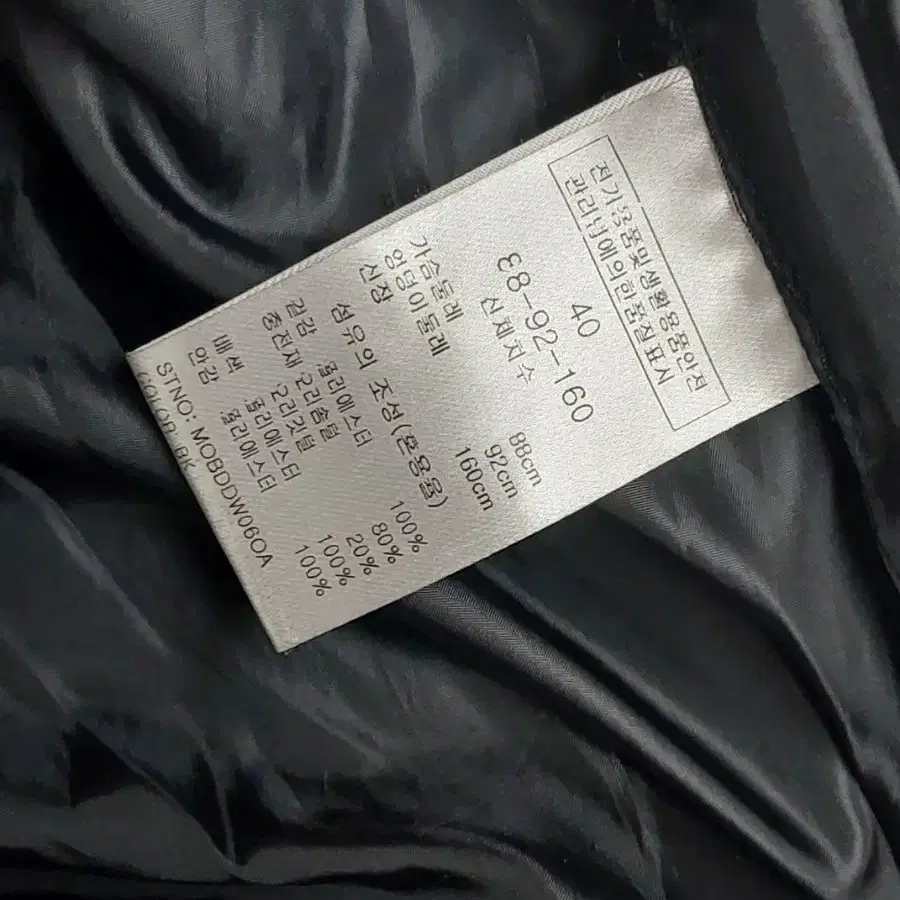 전기용품및생활용품안전
관리법에의한품질표시
40
88-92-160
신체치수
가슴둘레 88cm
엉덩이둘레 92cm
신장 160cm
섬유의 조성(혼용율)
겉감 폴리에스터 100%
충전재 오리솜털 80%
오리깃털 20%
배색 폴리에스터 100%
안감 폴리에스터 100%
STNO: MOBDDW060A
COLOR: BK